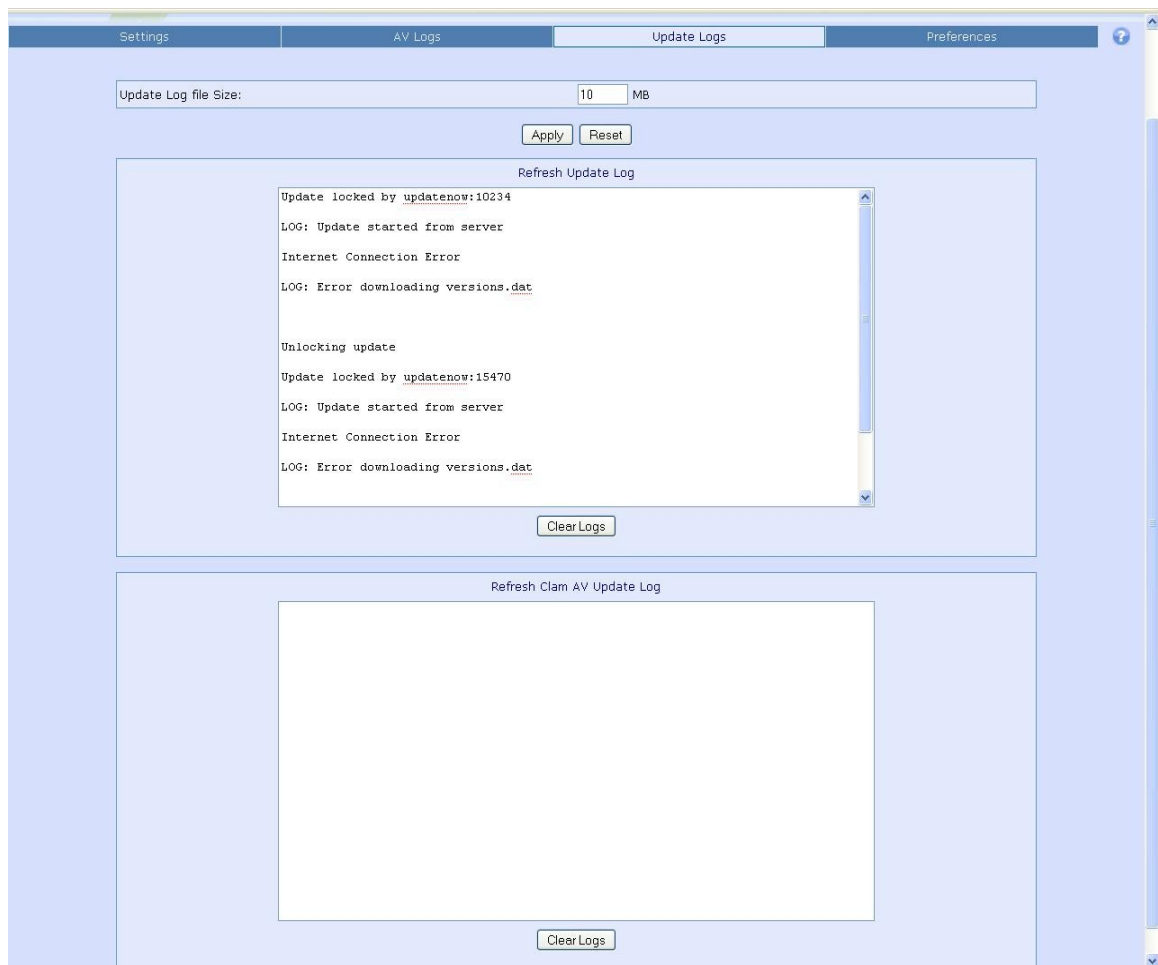 Settings
AV Logs
Update Logs
Preferences
?
Update Log file Size:
10
MB
Apply
Reset
Refresh Update Log
Update locked by updatenow:10234
LOG: Update started from server
Internet Connection Error
LOG: Error downloading versions.dat
Unlocking update
Update locked by updatenow:15470
LOG: Update started from server
Internet Connection Error
LOG: Error downloading versions.dat
Clear Logs
Refresh Clam AV Update Log
Clear Logs